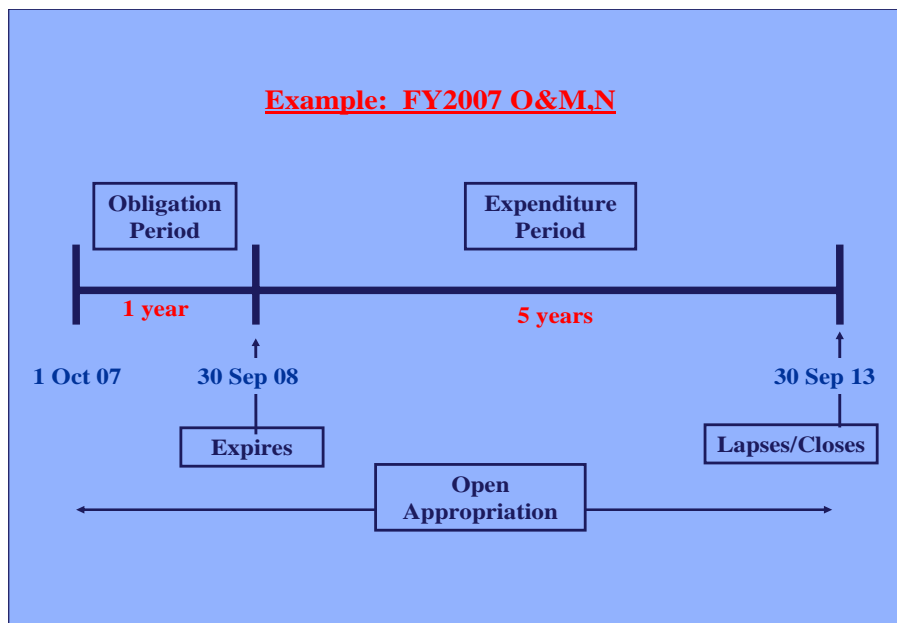 Example:  FY2007 O&M,N
Obligation
Period
Expenditure
Period
1 year
5 years
1 Oct 07
30 Sep 08
30 Sep 13
Expires
Lapses/Closes
Open
Appropriation